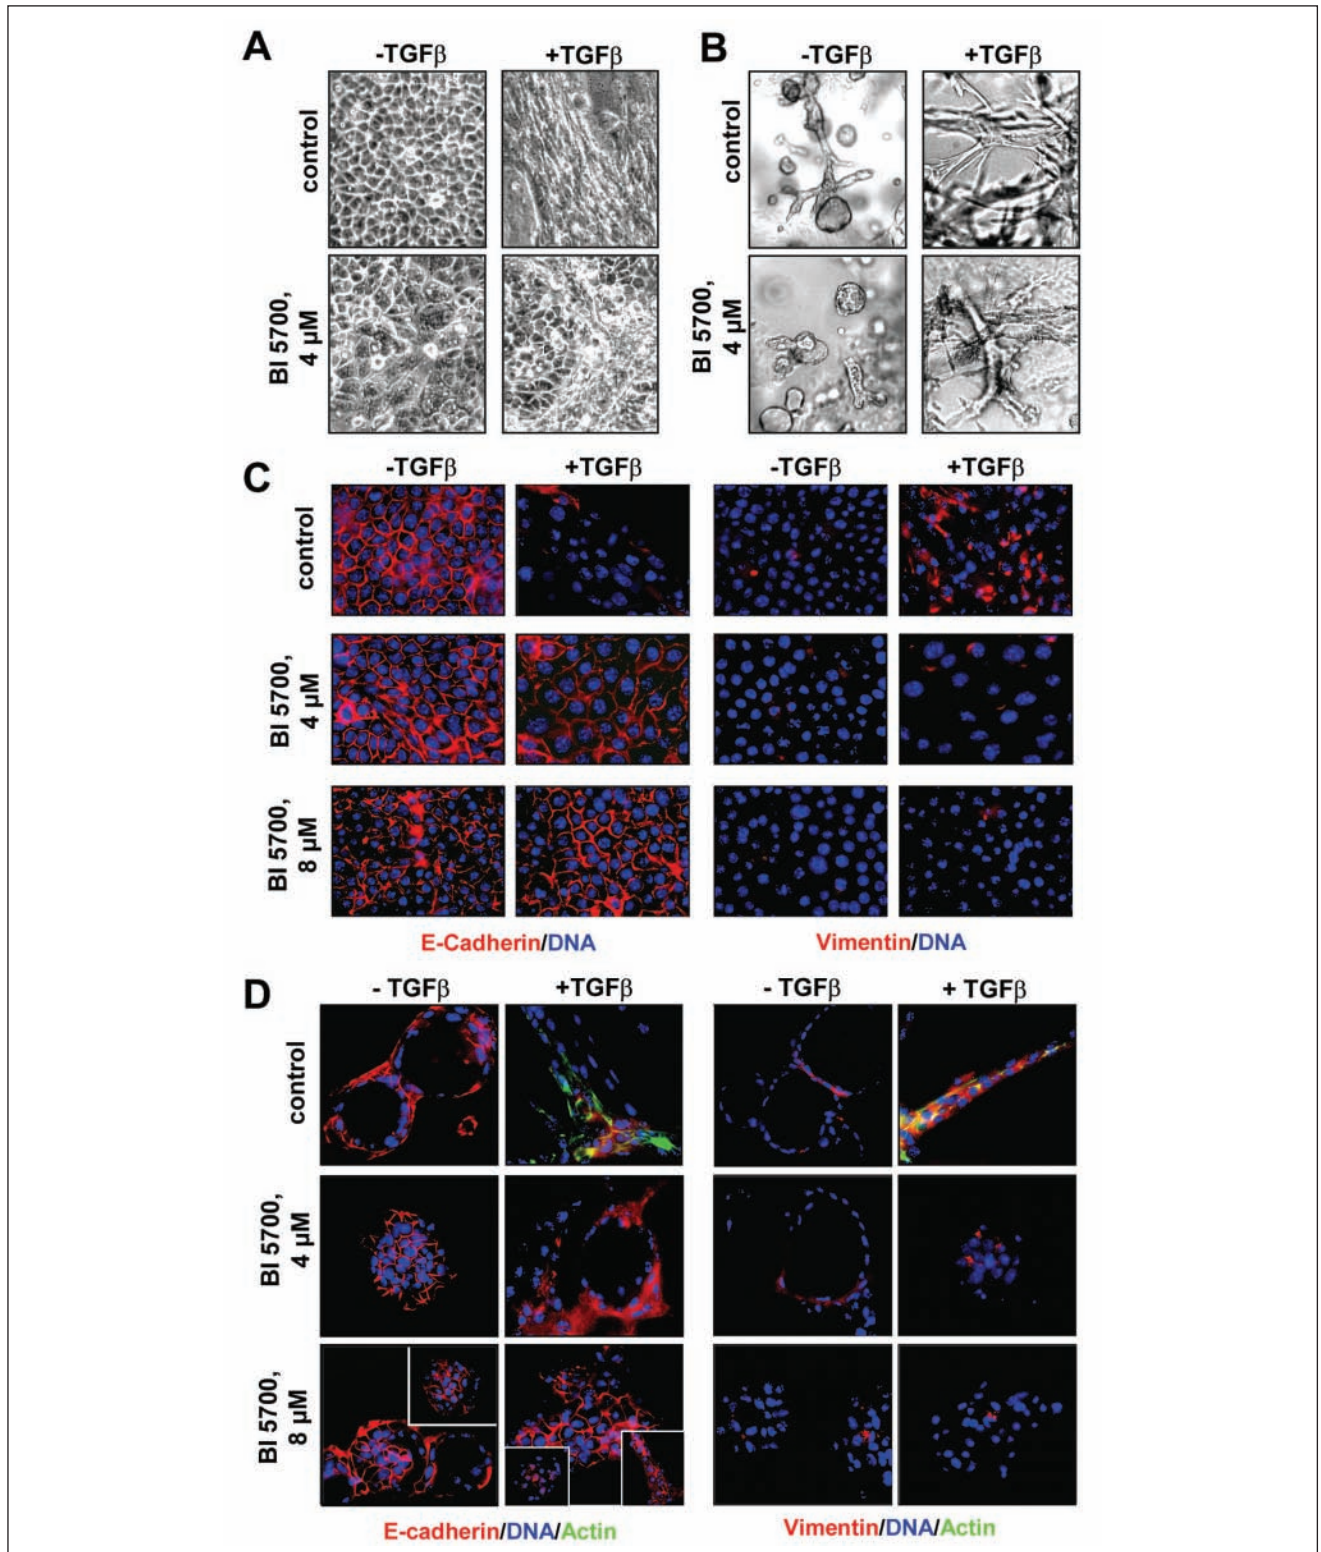 A
-TGFβ
+TGFβ
B
-TGFβ
+TGFβ
control
control
BI 5700,
4 µM
BI 5700,
4 µM
C
-TGFβ
+TGFβ
-TGFβ
+TGFβ
control
BI 5700,
4 µM
BI 5700,
8 µM
E-Cadherin/DNA
Vimentin/DNA
D
- TGFβ
+TGFβ
- TGFβ
+ TGFβ
control
BI 5700,
4 µM
BI 5700,
8 µM
E-cadherin/DNA/Actin
Vimentin/DNA/Actin